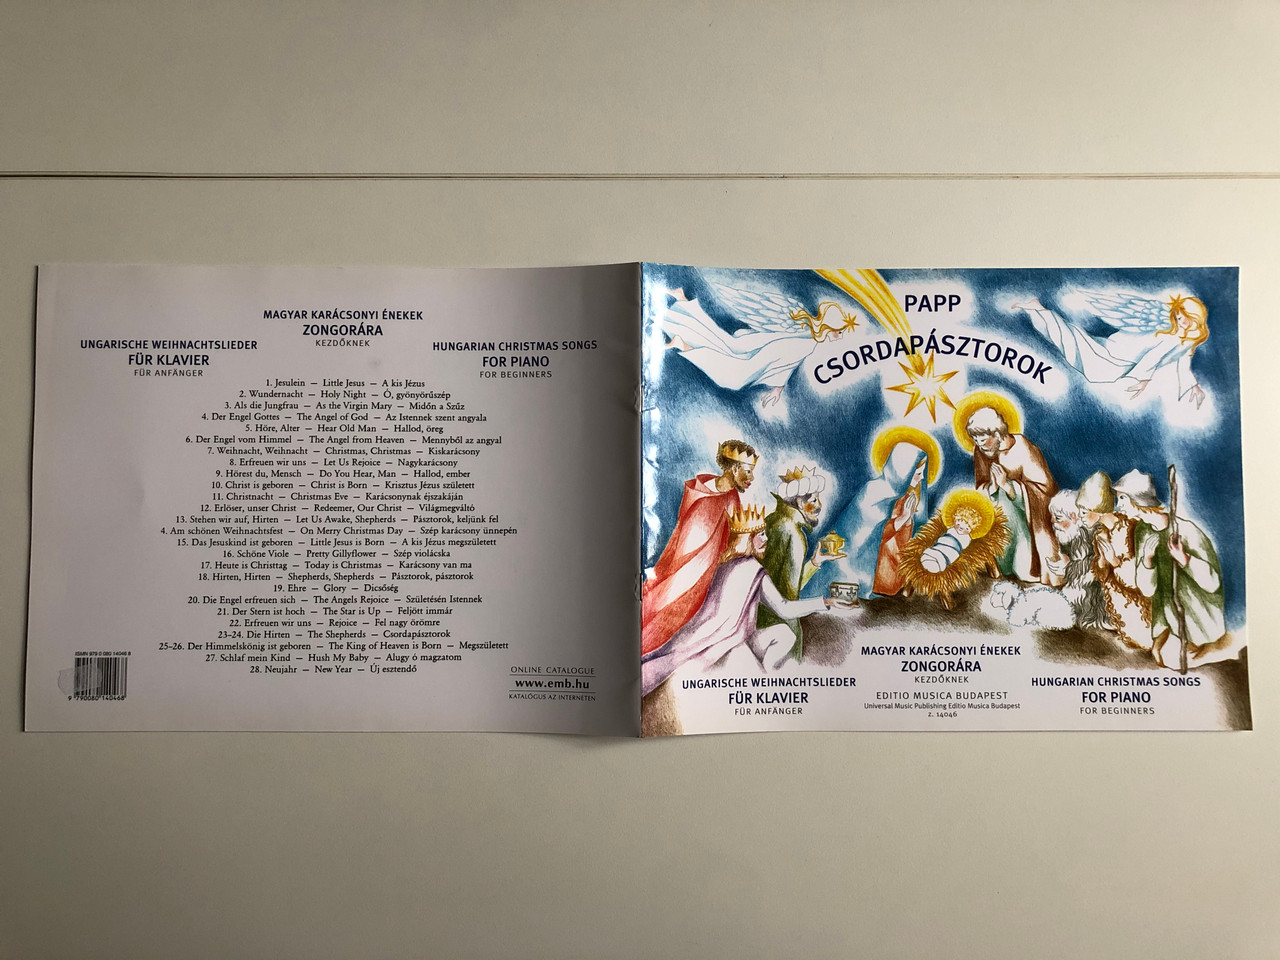 MAGYAR KARÁCSONYI ÉNEKEK
ZONGORÁRA
KEZDŐKNEK
UNGARISCHE WEIHNACHTSLIEDER
FÜR KLAVIER
FÜR ANFÄNGER
HUNGARIAN CHRISTMAS SONGS
FOR PIANO
FOR BEGINNERS
1. Jesulein — Little Jesus — A kis Jézus
2. Wundernacht — Holy Night — Ó, gyönyörűszép
3. Als die Jungfrau — As the Virgin Mary — Midőn a Szűz
4. Der Engel Gottes — The Angel of God — Az Istennek szent angyala
5. Höre, Alter — Hear Old Man — Hallod, öreg
6. Der Engel vom Himmel — The Angel from Heaven — Mennyből az angyal
7. Weihnacht, Weihnacht — Christmas, Christmas — Kiskarácsony
8. Erfreuen wir uns — Let Us Rejoice — Nagykarácsony
9. Hörest du, Mensch — Do You Hear, Man — Hallod, ember
10. Christ is geboren — Christ is Born — Krisztus Jézus született
11. Christnacht — Christmas Eve — Karácsonynak éjszakáján
12. Erlöser, unser Christ — Redeemer, Our Christ — Világmegváltó
13. Stehen wir auf, Hirten — Let Us Awake, Shepherds — Pásztorok, keljünk fel
4. Am schönen Weihnachtsfest — On Merry Christmas Day — Szép karácsony ünnepén
15. Das Jesuskind ist geboren — Little Jesus is Born — A kis Jézus megszületett
16. Schöne Viole — Pretty Gillyflower — Szép violácska
17. Heute is Christtag — Today is Christmas — Karácsony van ma
18. Hirten, Hirten — Shepherds, Shepherds — Pásztorok, pásztorok
19. Ehre — Glory — Dicsőség
20. Die Engel erfreuen sich — The Angels Rejoice — Születésén Istennek
21. Der Stern ist hoch — The Star is Up — Feljött immár
22. Erfreuen wir uns — Rejoice — Fel nagy örömre
23–24. Die Hirten — The Shepherds — Csordapásztorok
25–26. Der Himmelskönig ist geboren — The King of Heaven is Born — Megszületett
27. Schlaf mein Kind — Hush My Baby — Alugy ó magzatom
28. Neujahr — New Year — Új esztendő
ISMN 979 0 080 14046 8
9 790080 140468
ONLINE CATALOGUE
www.emb.hu
KATALÓGUS AZ INTERNETEN
PAPP
CSORDAPÁSZTOROK
MAGYAR KARÁCSONYI ÉNEKEK
ZONGORÁRA
KEZDŐKNEK
UNGARISCHE WEIHNACHTSLIEDER
FÜR KLAVIER
FÜR ANFÄNGER
EDITIO MUSICA BUDAPEST
Universal Music Publishing Editio Musica Budapest
z. 14046
HUNGARIAN CHRISTMAS SONGS
FOR PIANO
FOR BEGINNERS